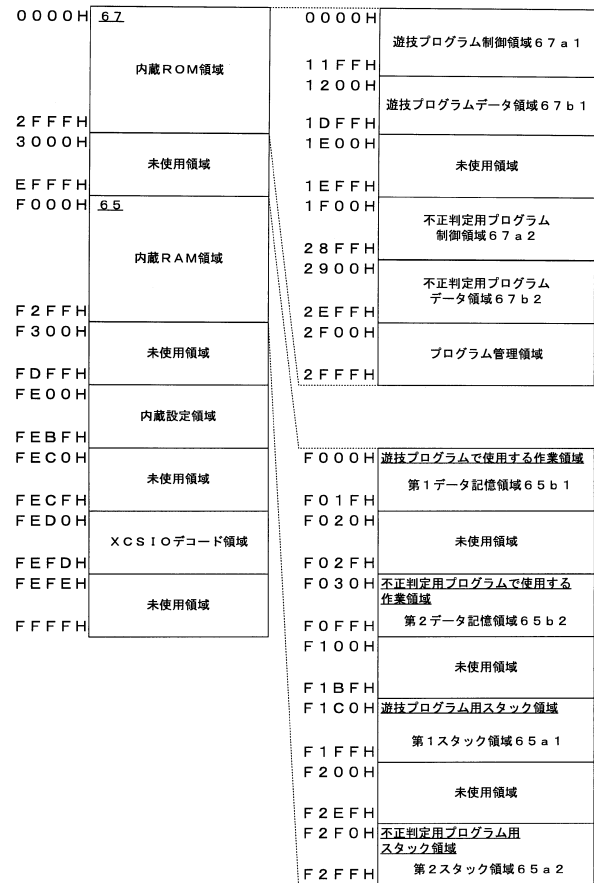 0000H
67
内蔵ROM領域
2FFFH
3000H
未使用領域
EFFFH
F000H
65
内蔵RAM領域
F2FFH
F300H
未使用領域
FDFFH
FE00H
内蔵設定領域
FEBFH
FEC0H
未使用領域
FECFH
FED0H
XCSIOデコード領域
FEFDH
FEFEH
未使用領域
FFFFH
0000H
遊技プログラム制御領域67a1
11FFH
1200H
遊技プログラムデータ領域67b1
1DFFH
1E00H
未使用領域
1EFFH
1F00H
不正判定用プログラム
制御領域67a2
28FFH
2900H
不正判定用プログラム
データ領域67b2
2EFFH
2F00H
プログラム管理領域
2FFFH
F000H
遊技プログラムで使用する作業領域
第1データ記憶領域65b1
F01FH
F020H
未使用領域
F02FH
F030H
不正判定用プログラムで使用する
作業領域
第2データ記憶領域65b2
F0FFH
F100H
未使用領域
F1BFH
F1C0H
遊技プログラム用スタック領域
第1スタック領域65a1
F1FFH
F200H
未使用領域
F2EFH
F2F0H
不正判定用プログラム用
スタック領域
第2スタック領域65a2
F2FFH